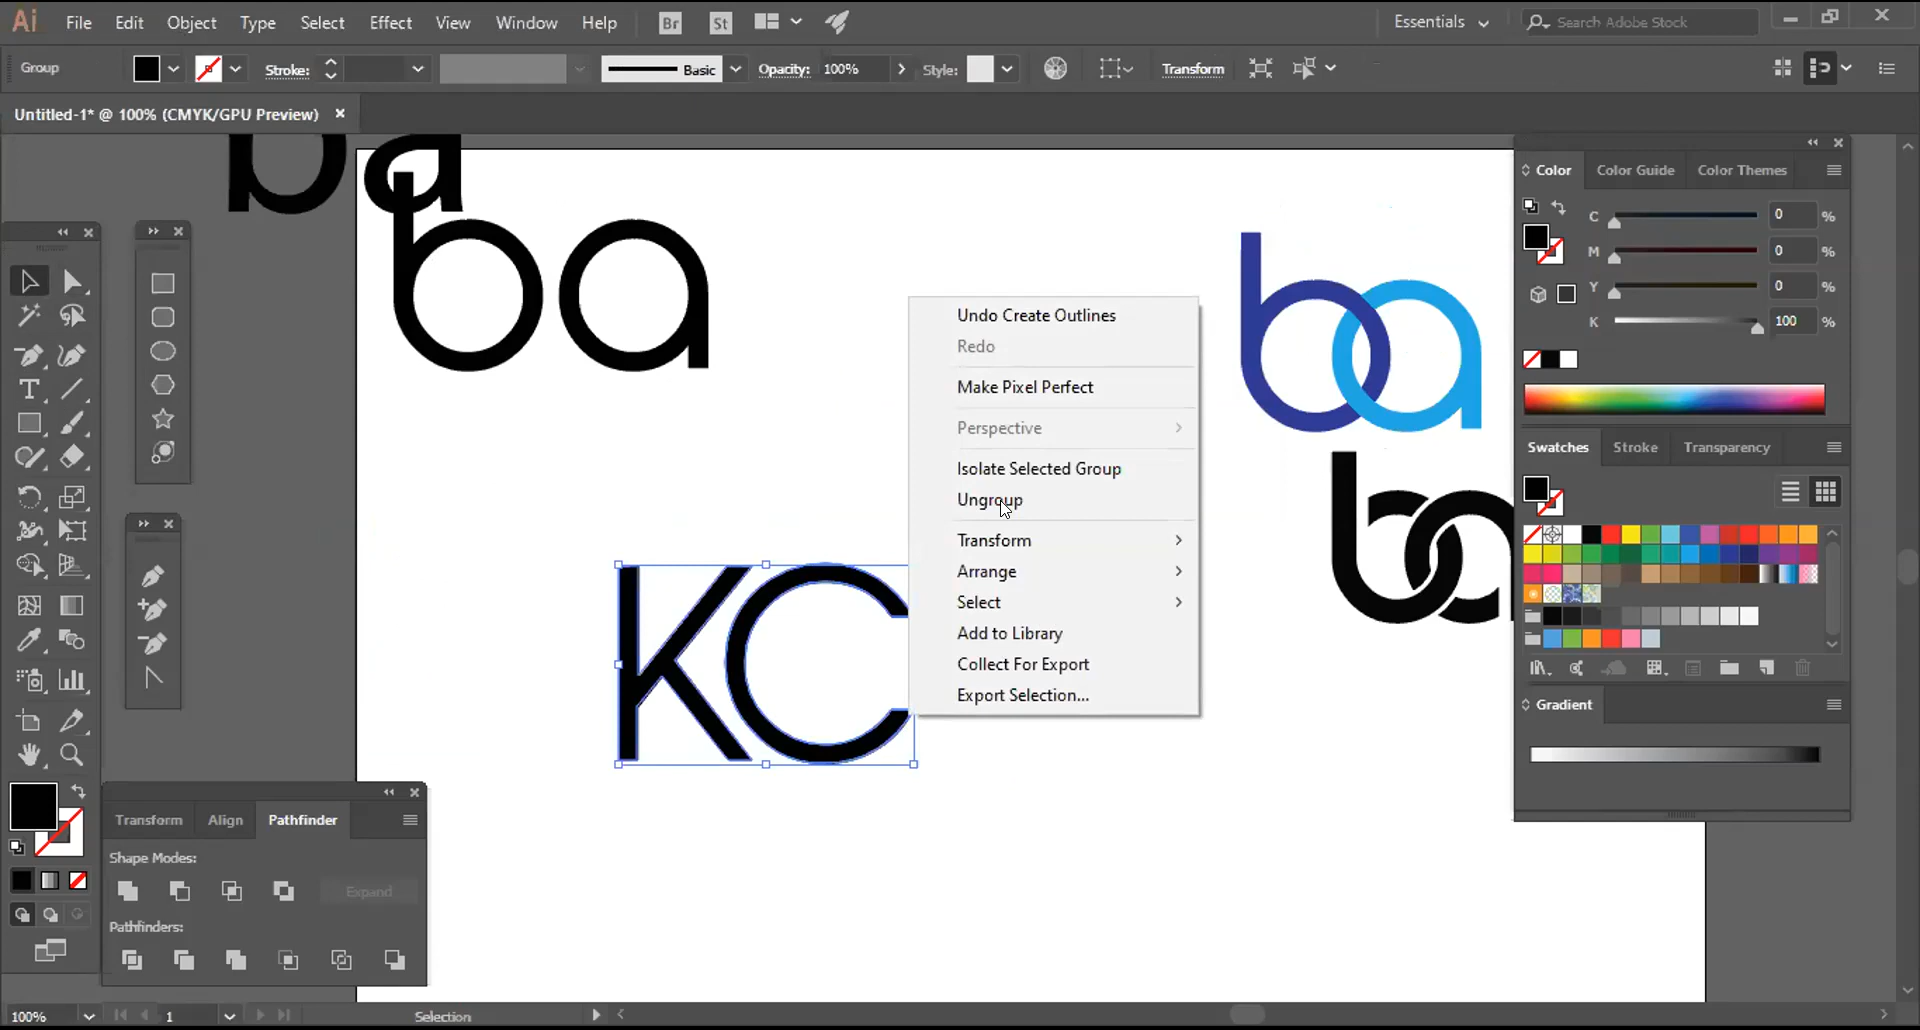 Ai File Edit Object Type Select Effect View Window Help Br St Essentials Search Adobe Stock
Group Stroke: Basic Opacity: 100% Style: Transform
Untitled-1* @ 100% (CMYK/GPU Preview)
ba
ba
ba
ba
KC
Undo Create Outlines
Redo
Make Pixel Perfect
Perspective
Isolate Selected Group
Ungroup
Transform
Arrange
Select
Add to Library
Collect For Export
Export Selection...
Color Color Guide Color Themes
C 0 %
M 0 %
Y 0 %
K 100 %
Swatches Stroke Transparency
Gradient
Transform Align Pathfinder
Shape Modes:
Expand
Pathfinders:
100% 1 Selection